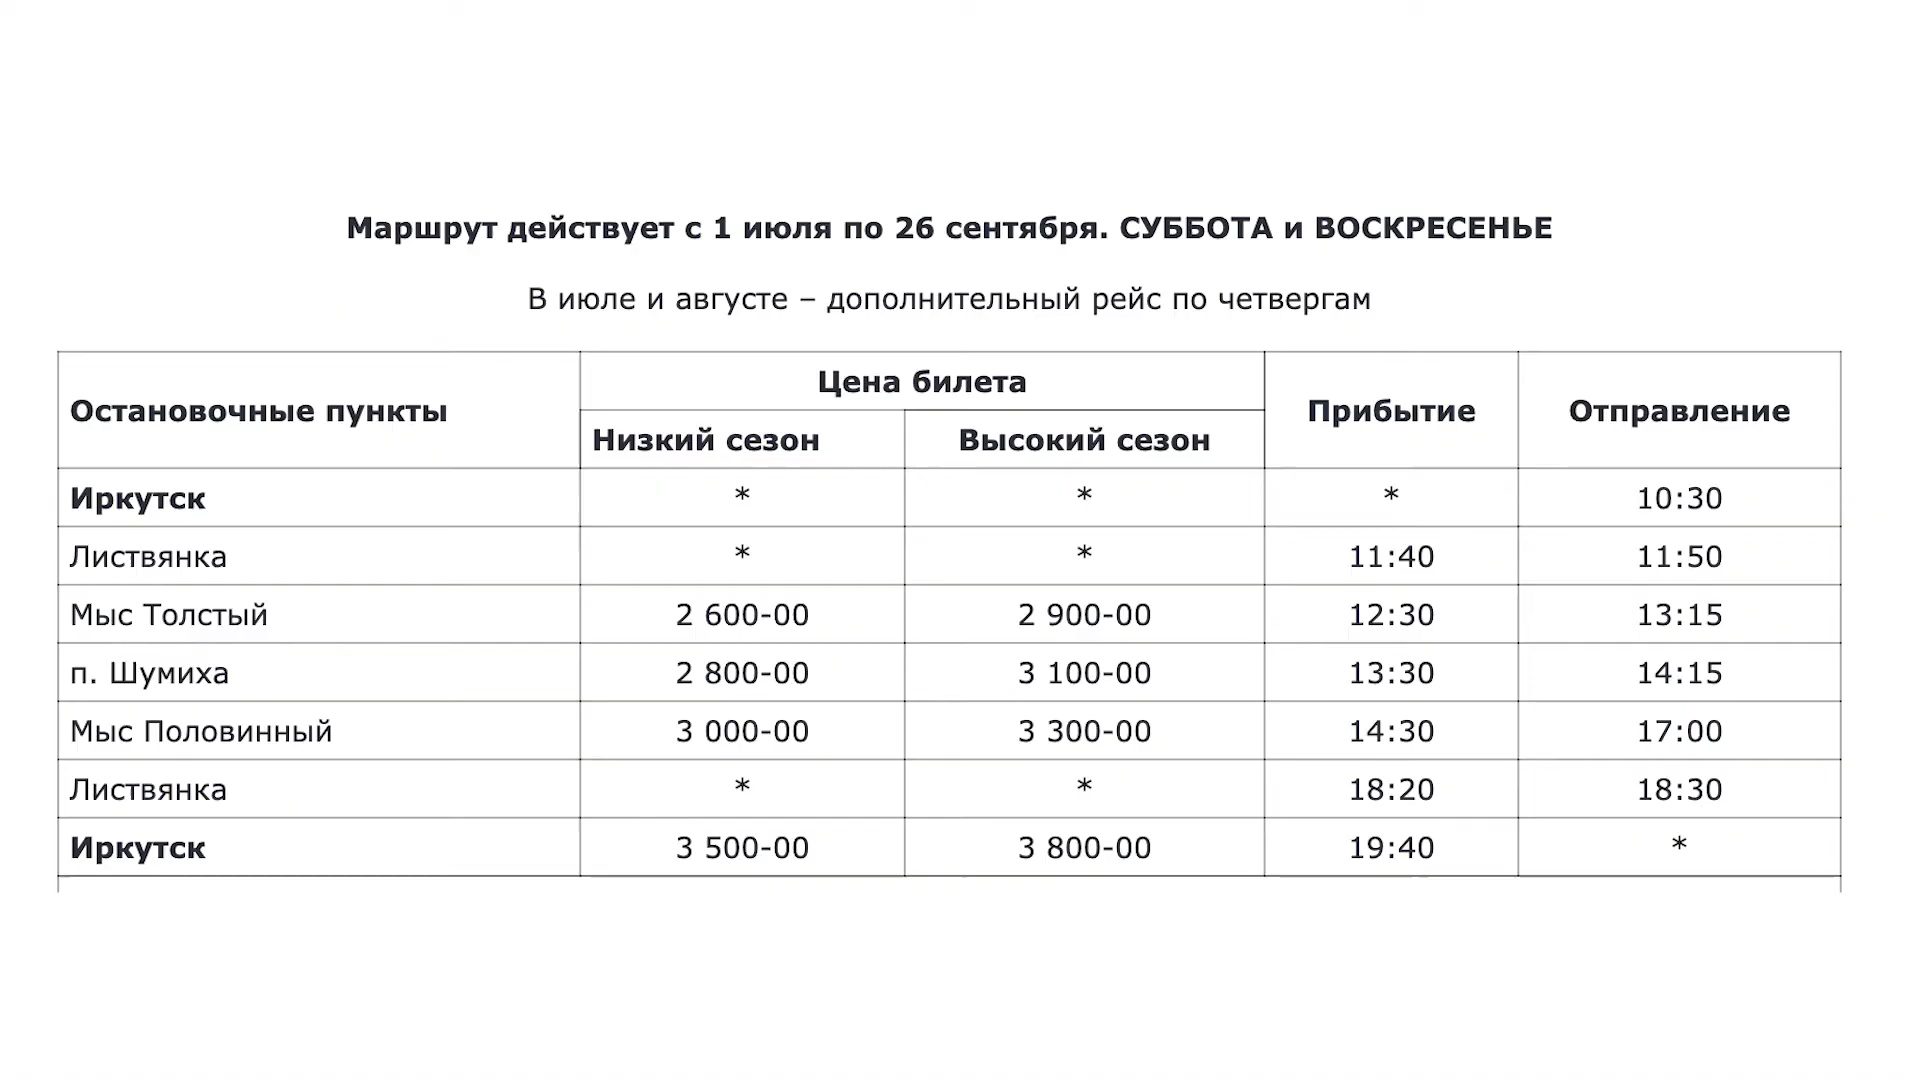 Маршрут действует с 1 июля по 26 сентября. СУББОТА и ВОСКРЕСЕНЬЕ
В июле и августе – дополнительный рейс по четвергам
Остановочные пункты Цена билета Прибытие Отправление
Низкий сезон Высокий сезон
Иркутск * * * 10:30
Листвянка * * 11:40 11:50
Мыс Толстый 2 600-00 2 900-00 12:30 13:15
п. Шумиха 2 800-00 3 100-00 13:30 14:15
Мыс Половинный 3 000-00 3 300-00 14:30 17:00
Листвянка * * 18:20 18:30
Иркутск 3 500-00 3 800-00 19:40 *